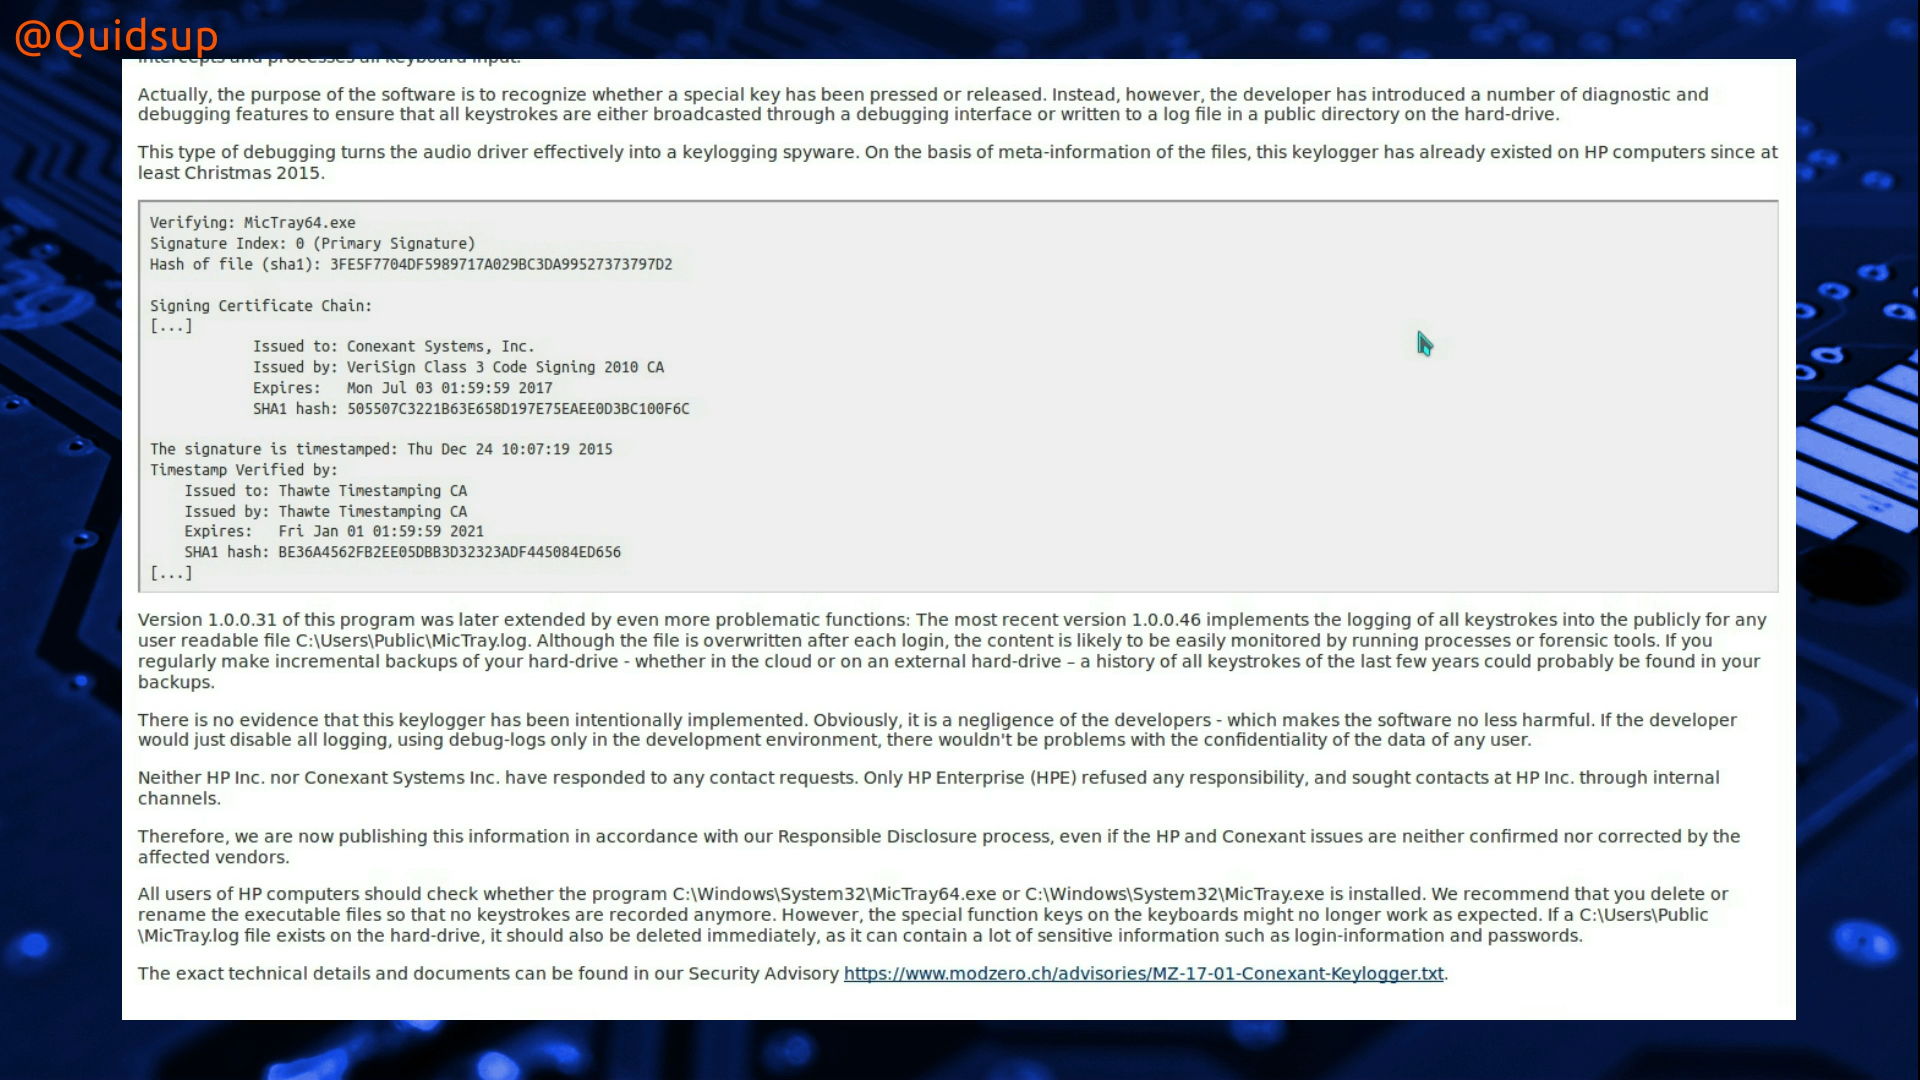 @Quidsup
intercepts and processes all keyboard input.
Actually, the purpose of the software is to recognize whether a special key has been pressed or released. Instead, however, the developer has introduced a number of diagnostic and
debugging features to ensure that all keystrokes are either broadcasted through a debugging interface or written to a log file in a public directory on the hard-drive.
This type of debugging turns the audio driver effectively into a keylogging spyware. On the basis of meta-information of the files, this keylogger has already existed on HP computers since at
least Christmas 2015.
Verifying: MicTray64.exe
Signature Index: 0 (Primary Signature)
Hash of file (sha1): 3FE5F7704DF5989717A029BC3DA99527373797D2
Signing Certificate Chain:
[...]
Issued to: Conexant Systems, Inc.
Issued by: VeriSign Class 3 Code Signing 2010 CA
Expires: Mon Jul 03 01:59:59 2017
SHA1 hash: 505507C3221B63E658D197E75EAEE0D3BC100F6C
The signature is timestamped: Thu Dec 24 10:07:19 2015
Timestamp Verified by:
Issued to: Thawte Timestamping CA
Issued by: Thawte Timestamping CA
Expires: Fri Jan 01 01:59:59 2021
SHA1 hash: BE36A4562FB2EE05DBB3D32323ADF445084ED656
[...]
Version 1.0.0.31 of this program was later extended by even more problematic functions: The most recent version 1.0.0.46 implements the logging of all keystrokes into the publicly for any
user readable file C:\Users\Public\MicTray.log. Although the file is overwritten after each login, the content is likely to be easily monitored by running processes or forensic tools. If you
regularly make incremental backups of your hard-drive - whether in the cloud or on an external hard-drive – a history of all keystrokes of the last few years could probably be found in your
backups.
There is no evidence that this keylogger has been intentionally implemented. Obviously, it is a negligence of the developers - which makes the software no less harmful. If the developer
would just disable all logging, using debug-logs only in the development environment, there wouldn't be problems with the confidentiality of the data of any user.
Neither HP Inc. nor Conexant Systems Inc. have responded to any contact requests. Only HP Enterprise (HPE) refused any responsibility, and sought contacts at HP Inc. through internal
channels.
Therefore, we are now publishing this information in accordance with our Responsible Disclosure process, even if the HP and Conexant issues are neither confirmed nor corrected by the
affected vendors.
All users of HP computers should check whether the program C:\Windows\System32\MicTray64.exe or C:\Windows\System32\MicTray.exe is installed. We recommend that you delete or
rename the executable files so that no keystrokes are recorded anymore. However, the special function keys on the keyboards might no longer work as expected. If a C:\Users\Public
\MicTray.log file exists on the hard-drive, it should also be deleted immediately, as it can contain a lot of sensitive information such as login-information and passwords.
The exact technical details and documents can be found in our Security Advisory https://www.modzero.ch/advisories/MZ-17-01-Conexant-Keylogger.txt.